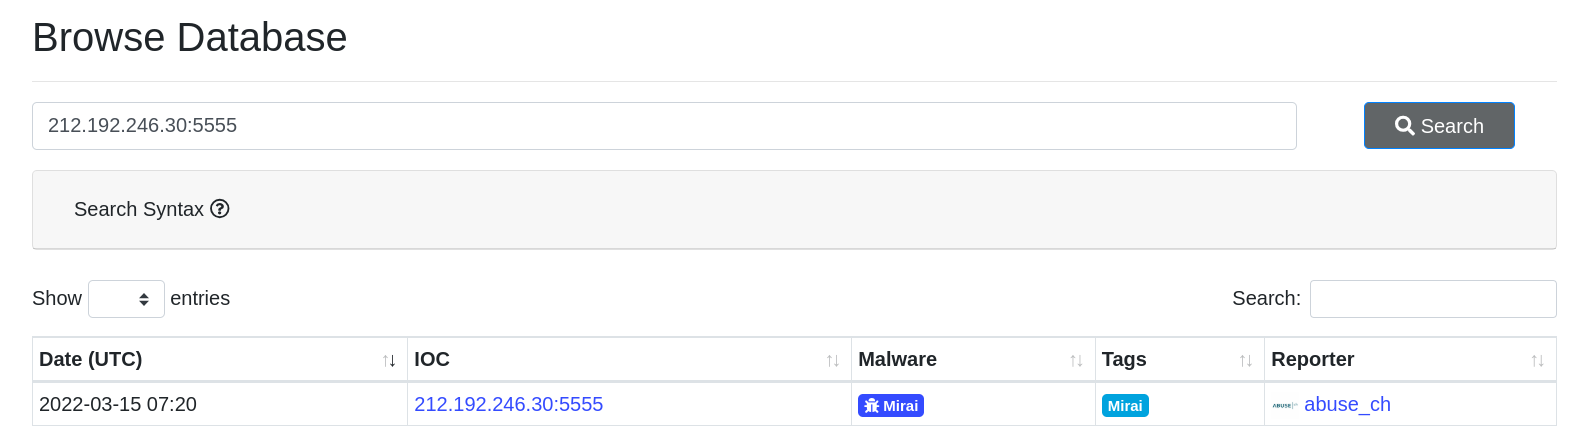 Browse Database
212.192.246.30:5555
Search
Search Syntax
Show entries
Search:
Date (UTC) IOC Malware Tags Reporter
2022-03-15 07:20 212.192.246.30:5555 Mirai Mirai abuse_ch